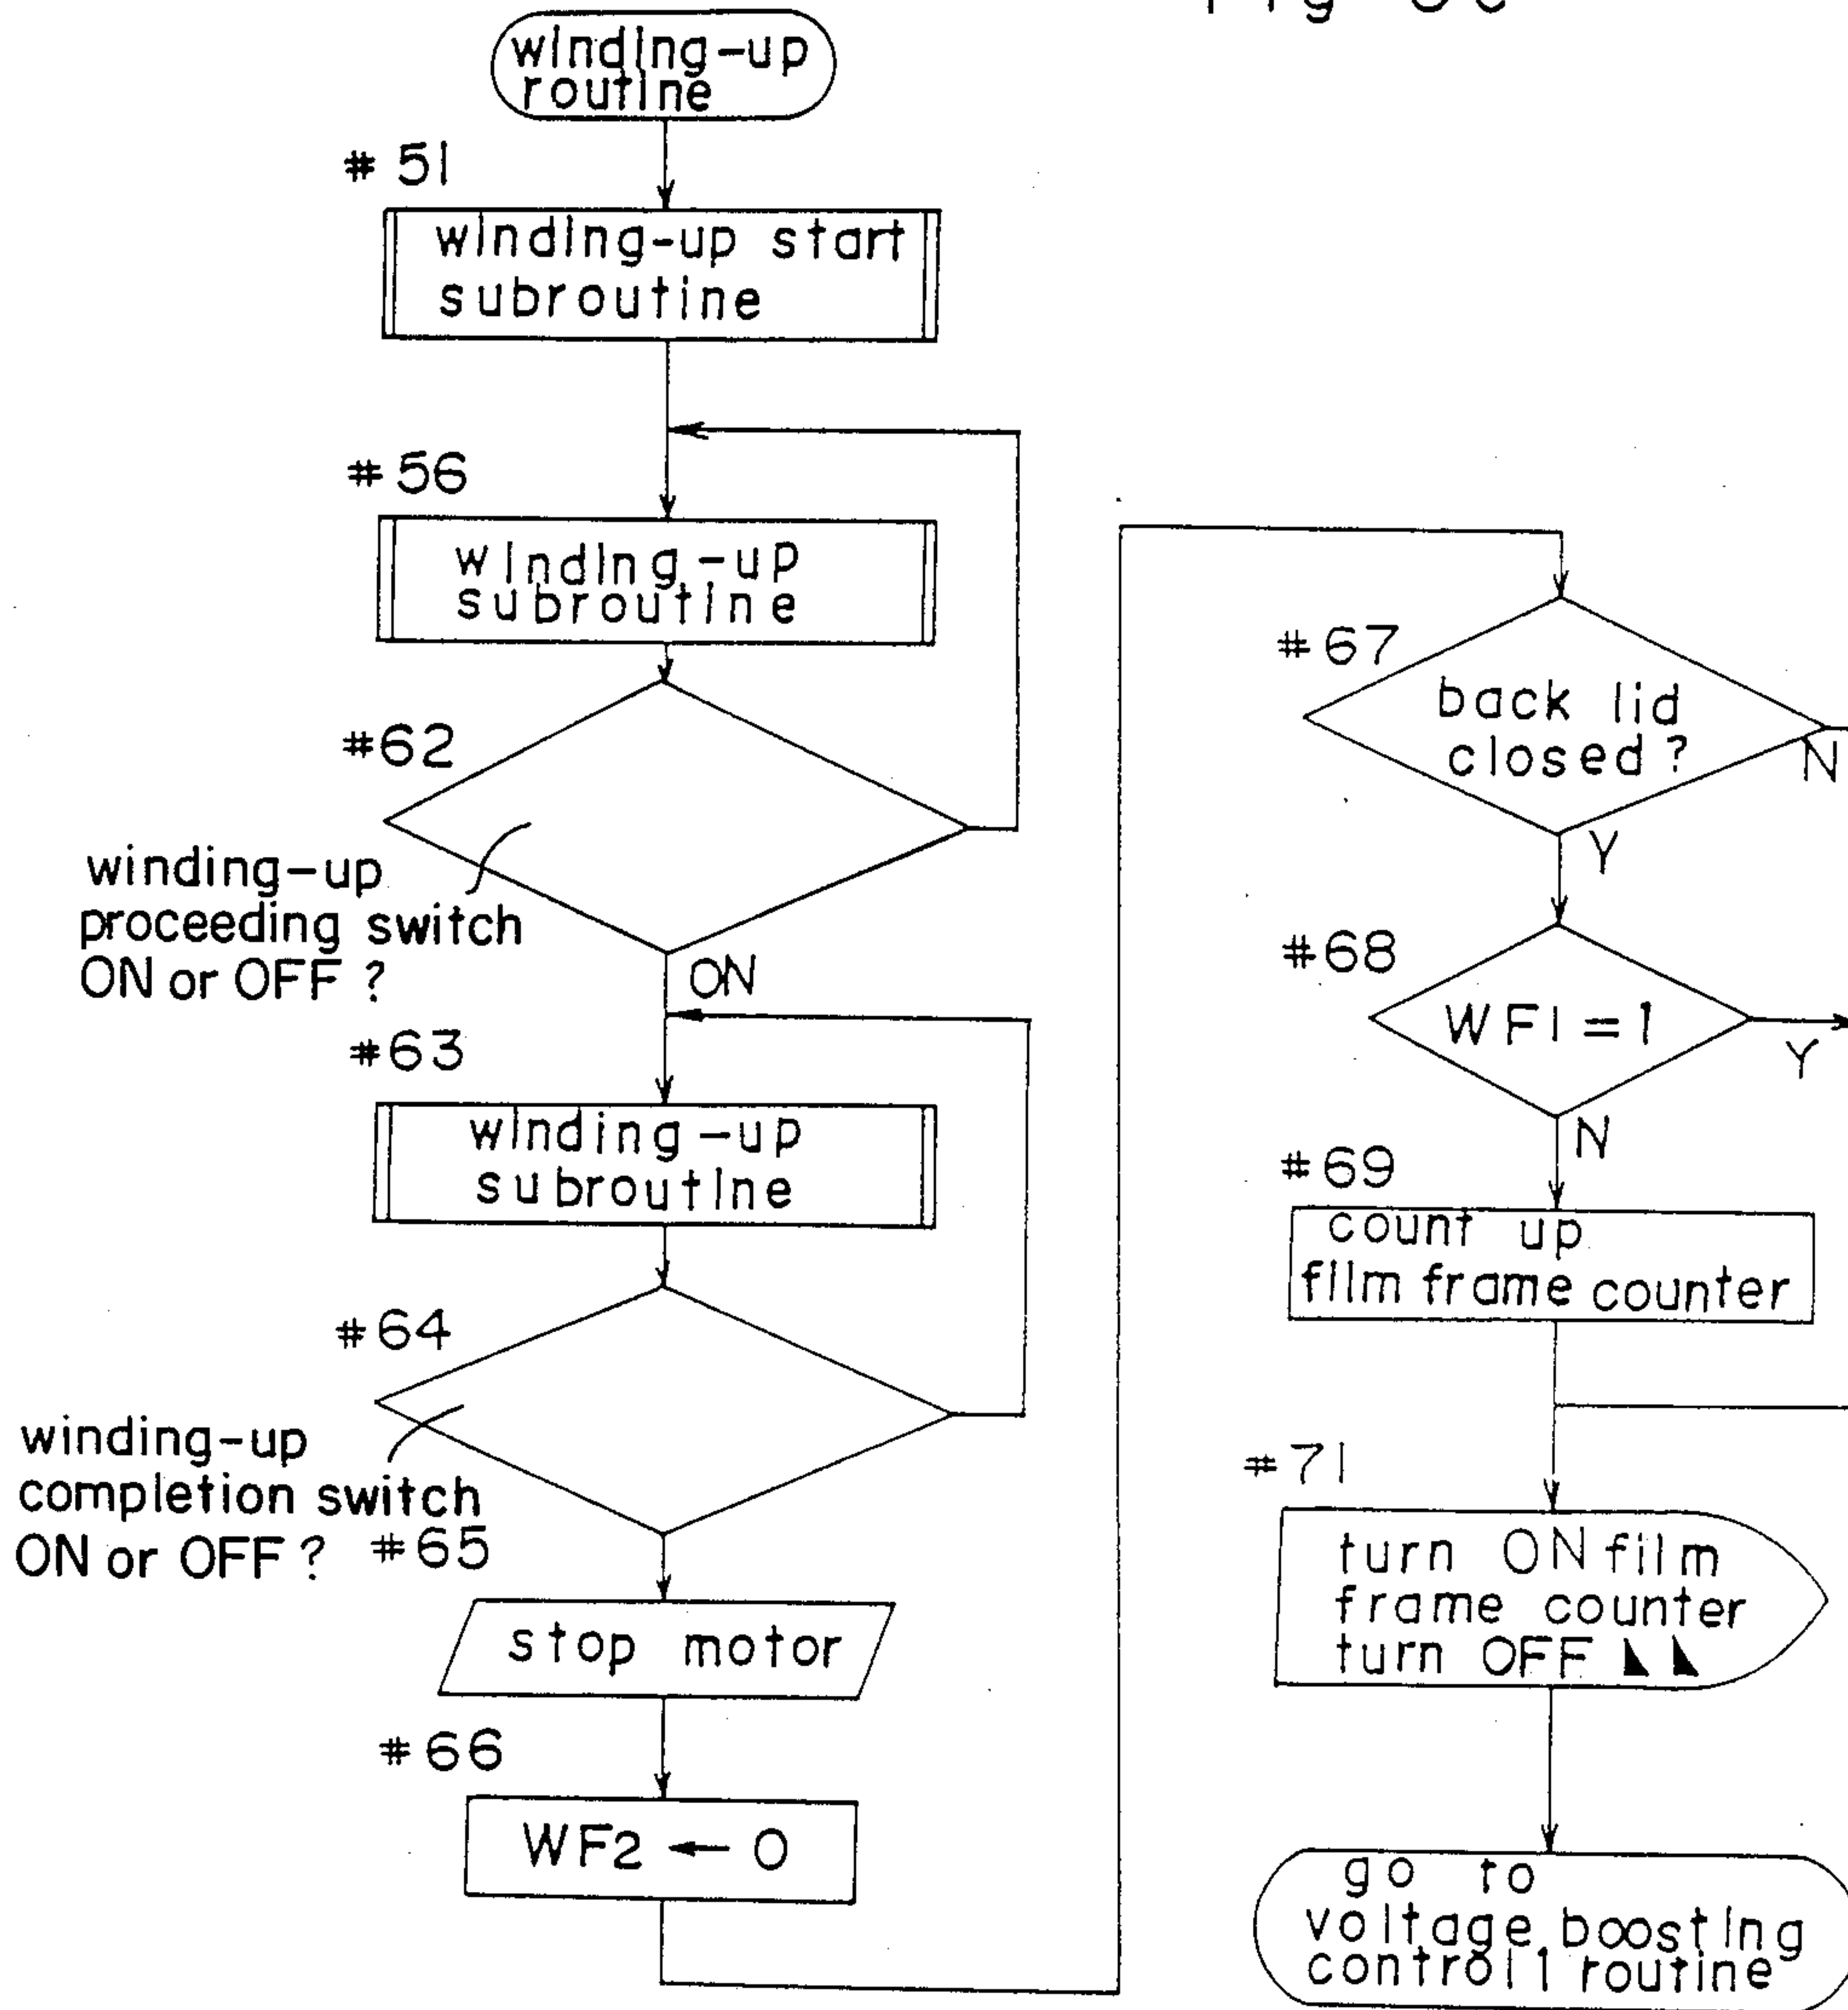 winding-up
routine
# 51
winding-up start
subroutine
# 56
winding-up
subroutine
#62
winding-up
proceeding switch
ON or OFF ?
ON
#63
winding-up
subroutine
#64
winding-up
completion switch
ON or OFF ?
#65
stop motor
#66
WF2 ← 0
#67
back lid
closed ?
N
Y
#68
WF1 = 1
Y
N
#69
count up
film frame counter
#71
turn ON film
frame counter
turn OFF
go to
voltage boosting
control 1 routine